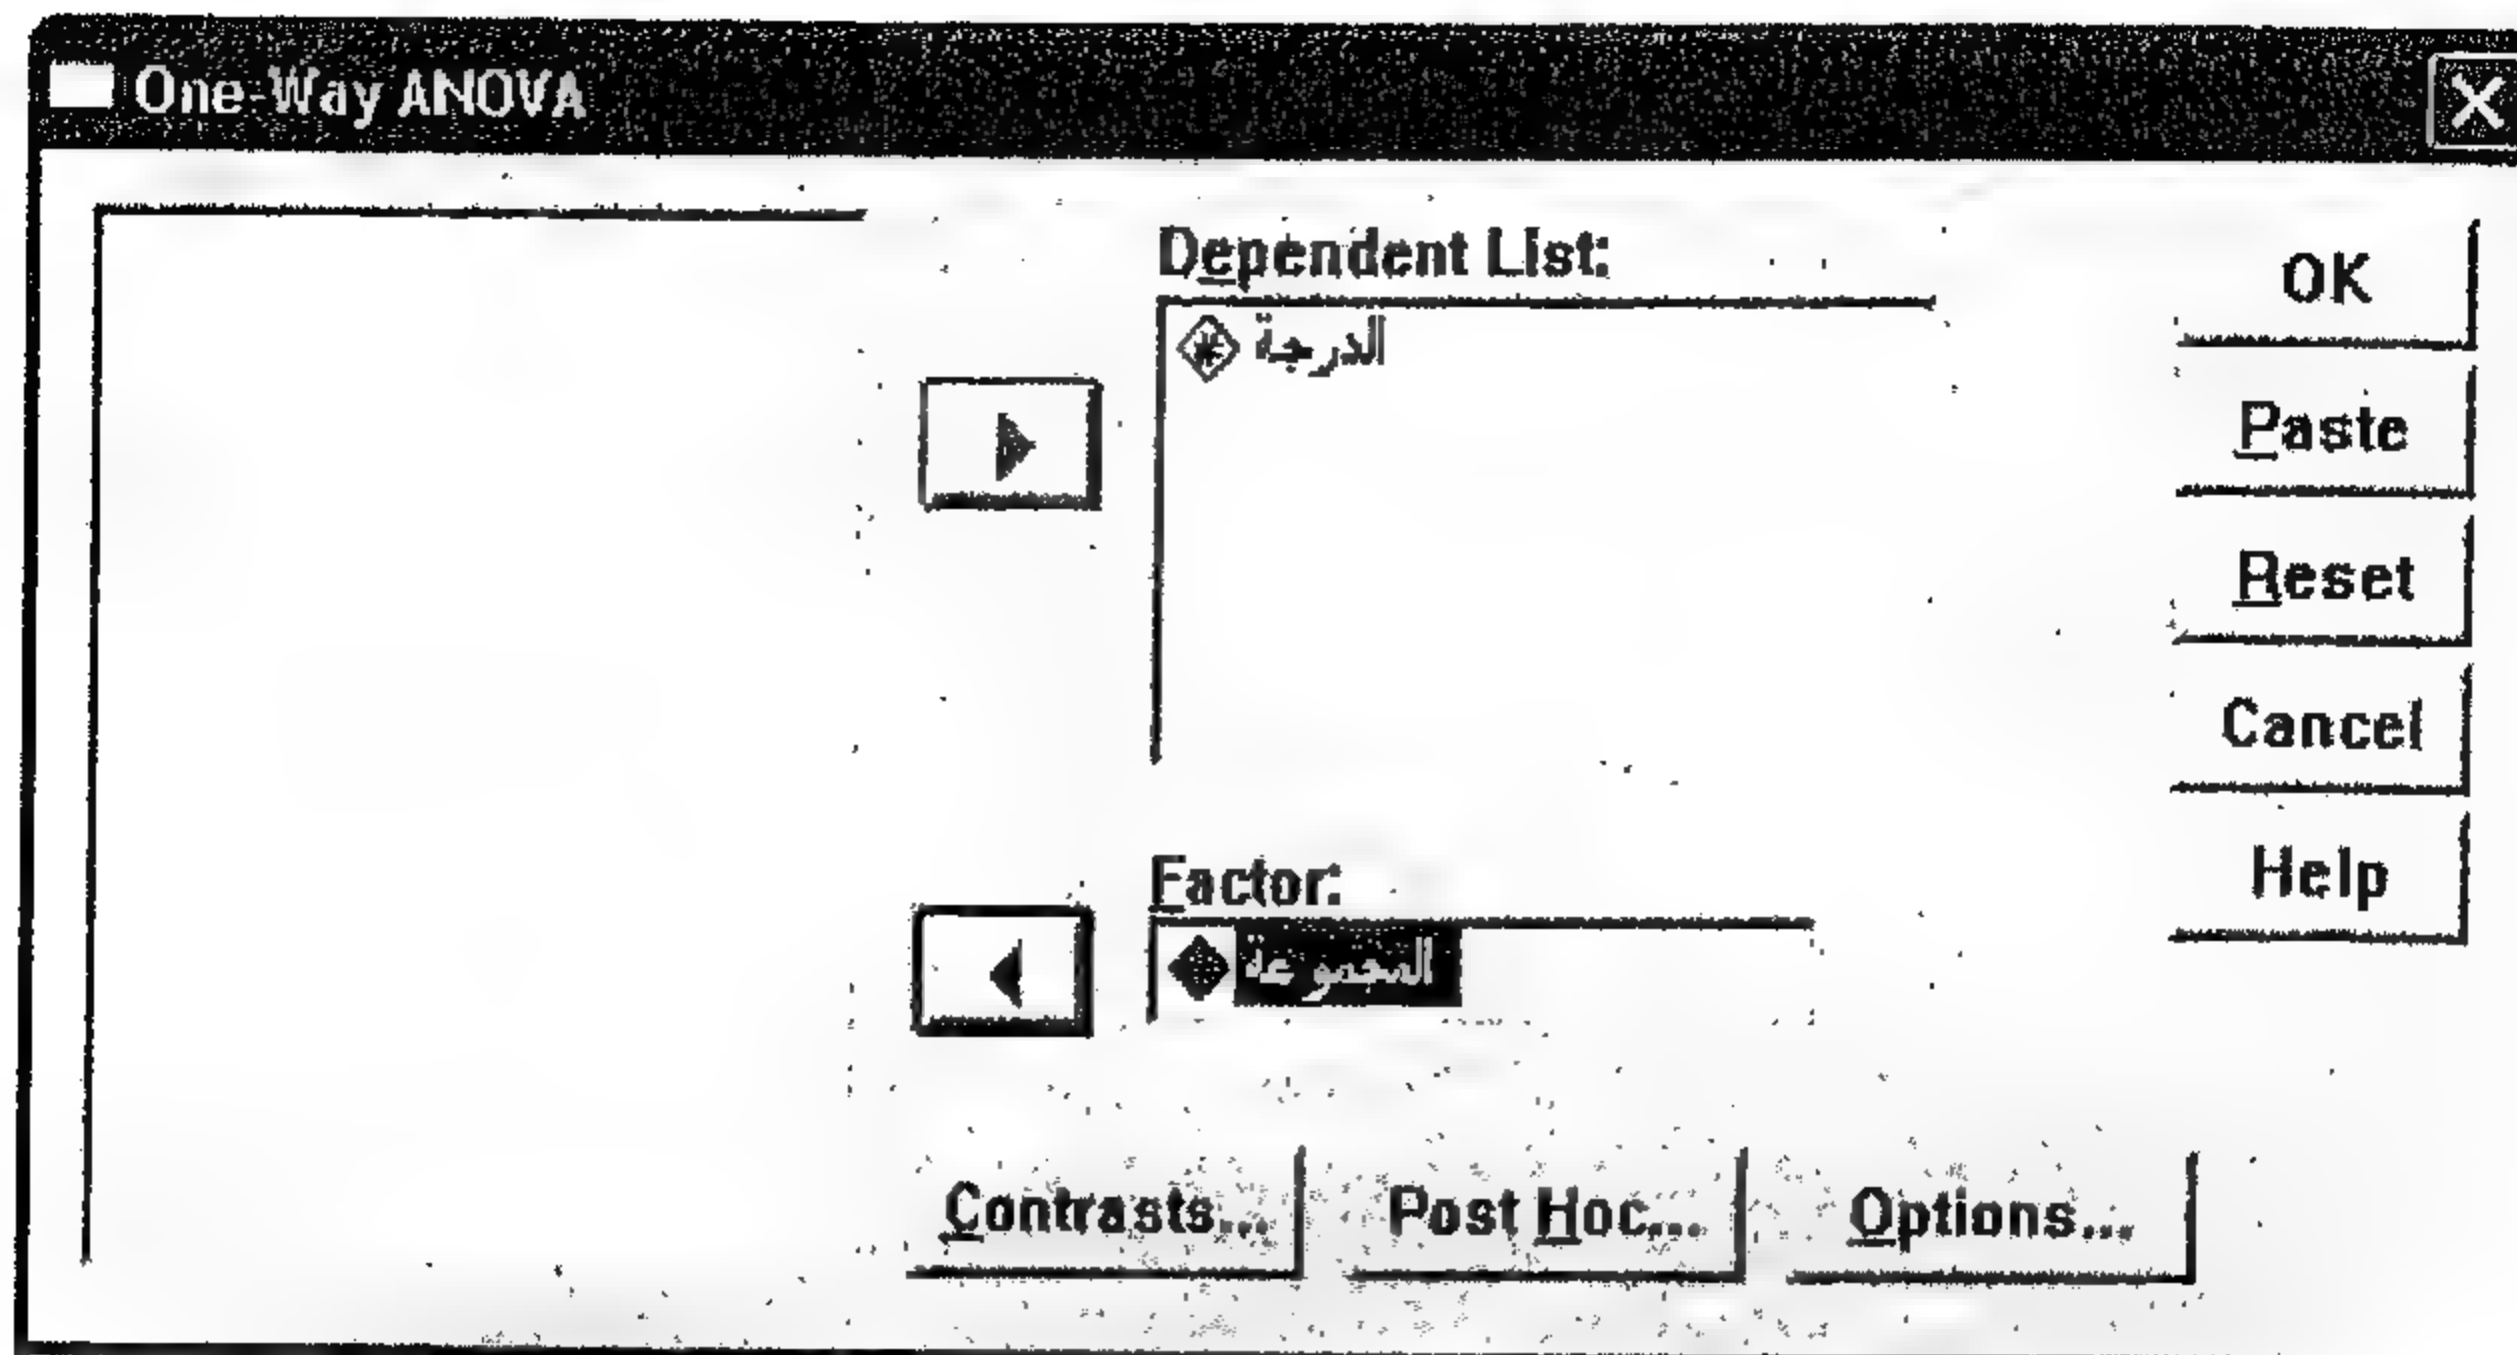 One-Way ANOVA
Dependent List:
الدرجة
Factor:
المجموعة
OK
Paste
Reset
Cancel
Help
Contrasts...
Post Hoc...
Options...